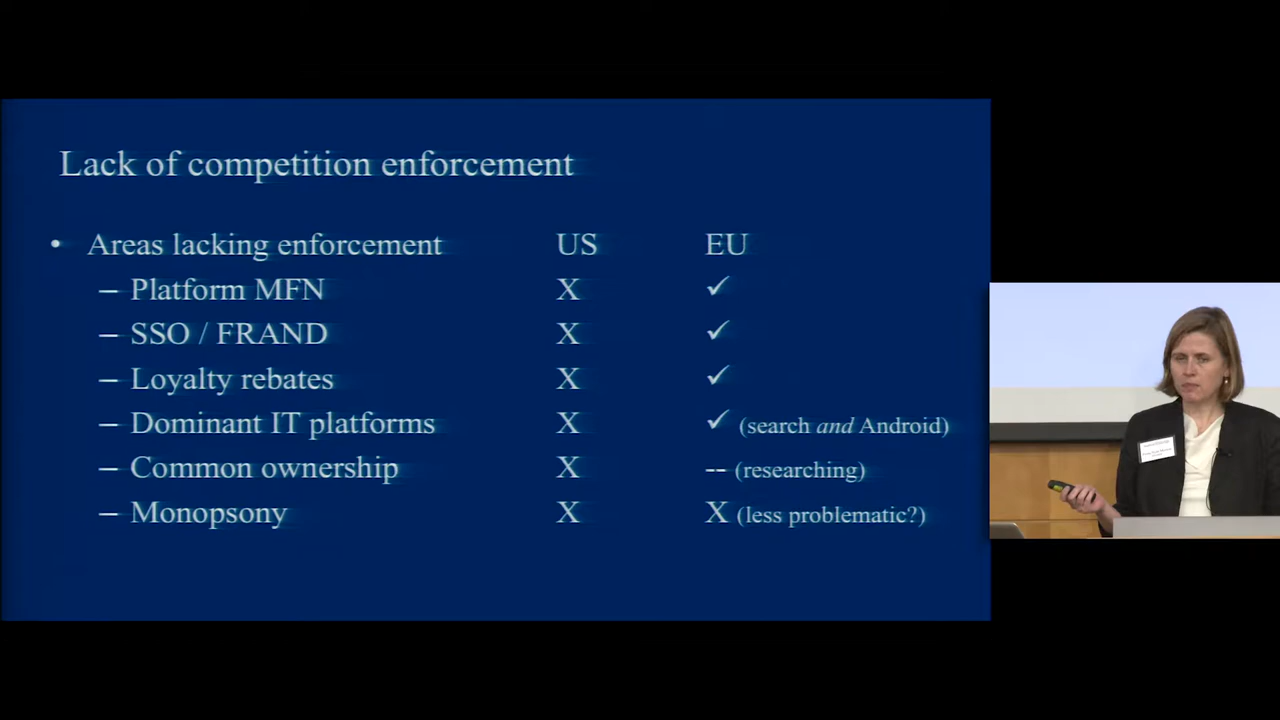 Lack of competition enforcement
• Areas lacking enforcement US EU
– Platform MFN X ✓
– SSO / FRAND X ✓
– Loyalty rebates X ✓
– Dominant IT platforms X ✓ (search and Android)
– Common ownership X -- (researching)
– Monopsony X X (less problematic?)